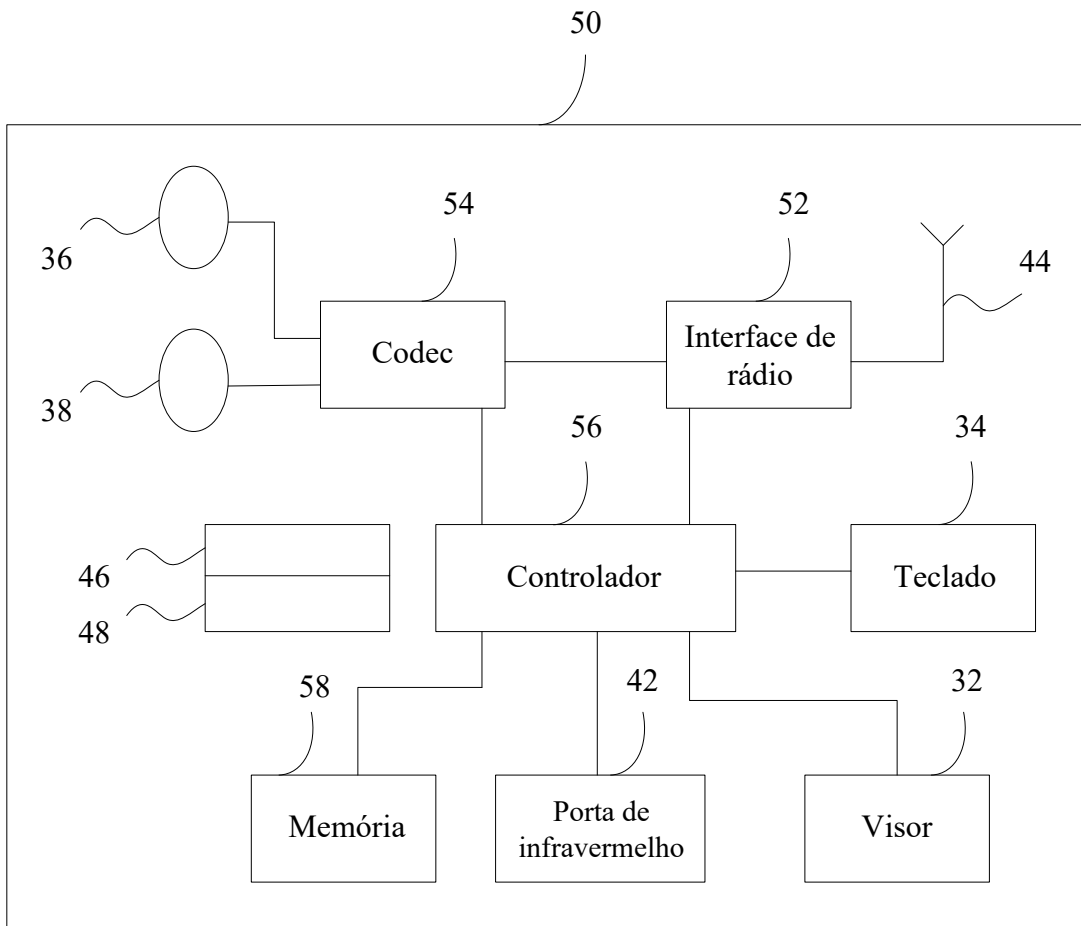 50
54
52
36
44
Codec
Interface de
rádio
38
56
34
46
Controlador
Teclado
48
58
42
32
Memória
Porta de
infravermelho
Visor